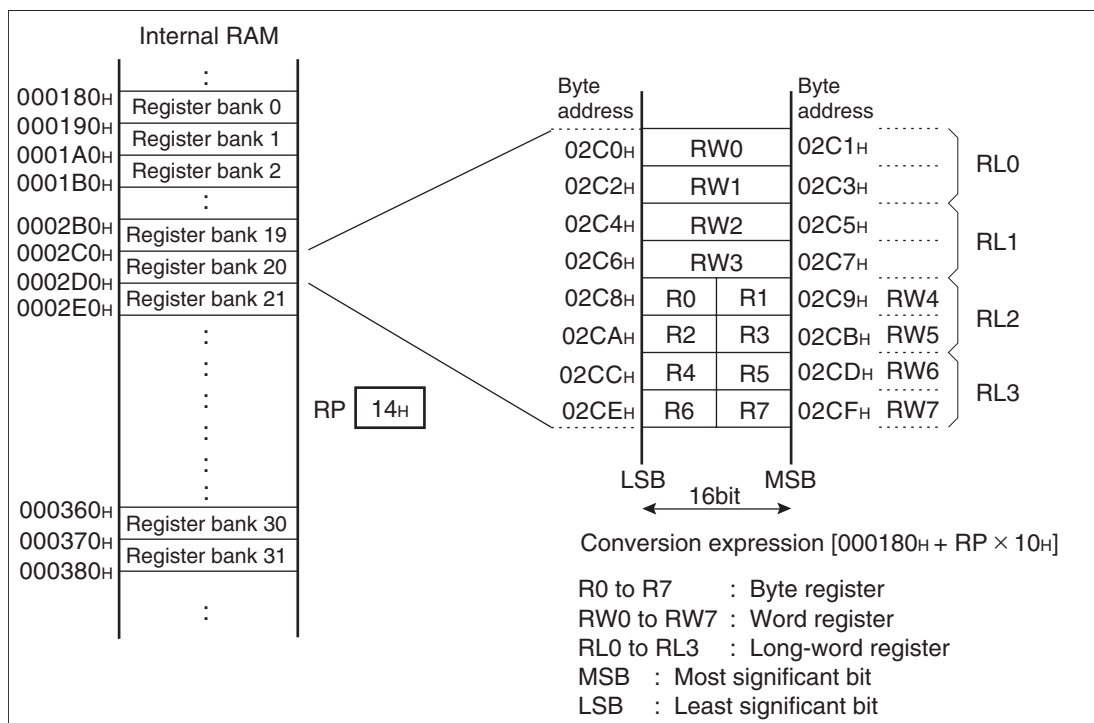 Internal RAM
:
000180H
Register bank 0
000190H
Register bank 1
0001A0H
Register bank 2
0001B0H
:
0002B0H
Register bank 19
0002C0H
Register bank 20
0002D0H
Register bank 21
0002E0H
:
:
:
:
:
RP 14H
000360H
Register bank 30
000370H
Register bank 31
000380H
:
Byte address
Byte address
02C0H RW0 02C1H
02C2H RW1 02C3H
RL0
02C4H RW2 02C5H
02C6H RW3 02C7H
RL1
02C8H R0 R1 02C9H RW4
02CAH R2 R3 02CBH RW5
RL2
02CCH R4 R5 02CDH RW6
02CEH R6 R7 02CFH RW7
RL3
LSB MSB
16bit
Conversion expression [000180H + RP × 10H]
R0 to R7 : Byte register
RW0 to RW7 : Word register
RL0 to RL3 : Long-word register
MSB : Most significant bit
LSB : Least significant bit